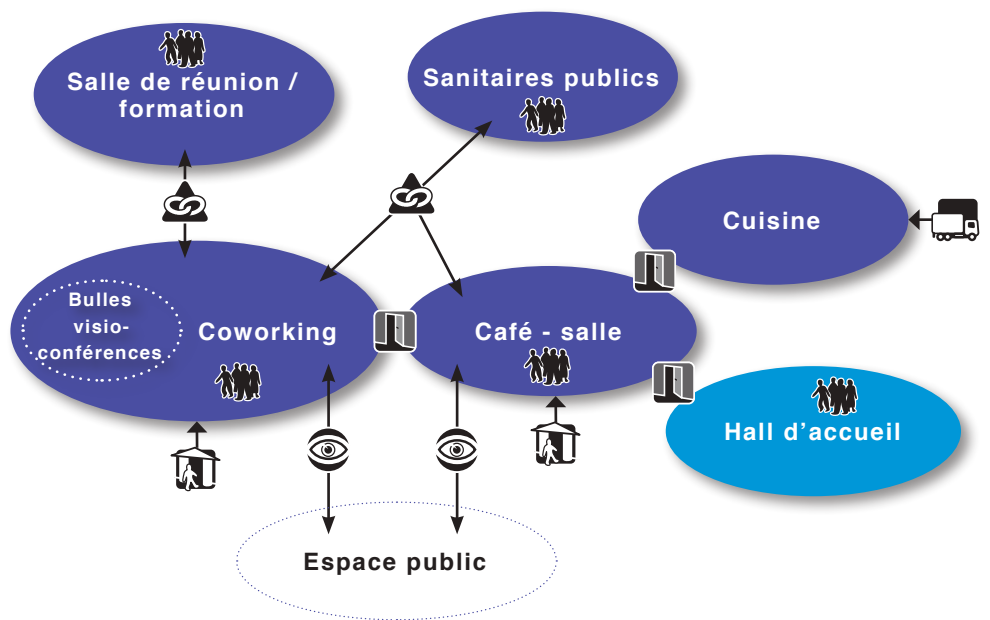 Salle de réunion /
formation
Sanitaires publics
Cuisine
Bulles
visio-
conférences
Coworking
Café - salle
Hall d'accueil
Espace public